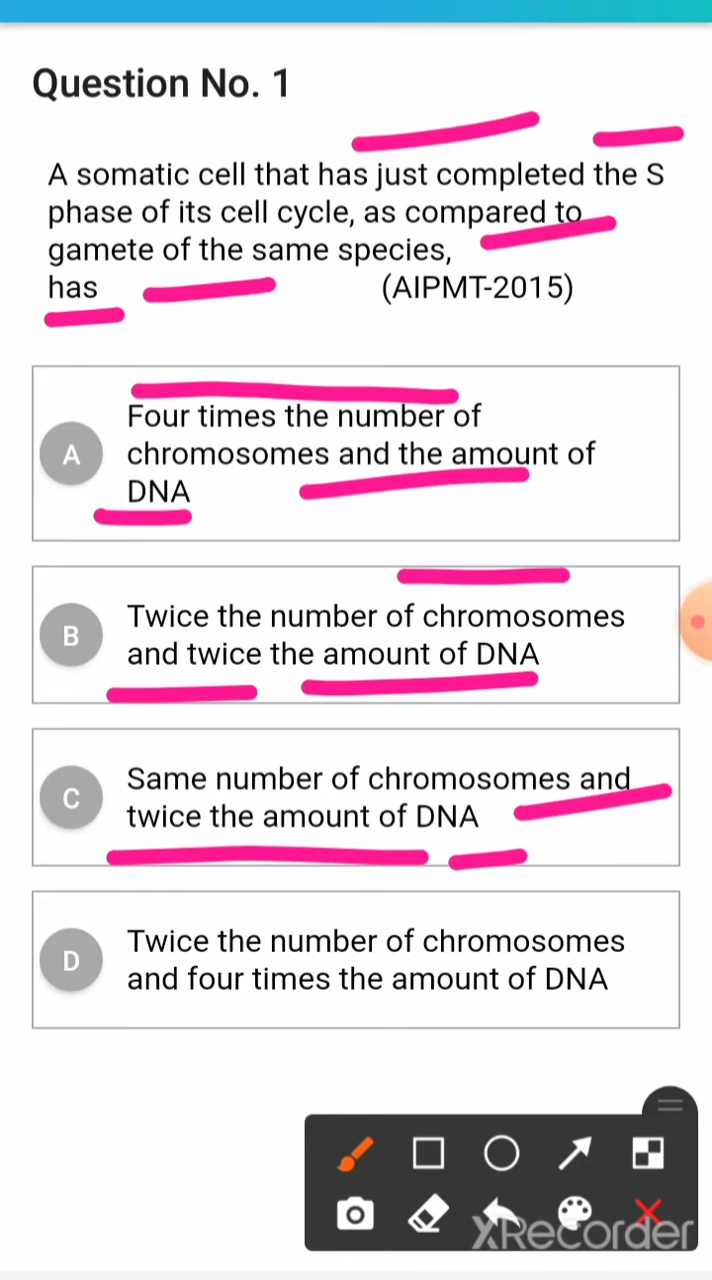 Question No. 1
A somatic cell that has just completed the S
phase of its cell cycle, as compared to
gamete of the same species,
has (AIPMT-2015)
Four times the number of
A chromosomes and the amount of
DNA
Twice the number of chromosomes
B
and twice the amount of DNA
Same number of chromosomes and
C
twice the amount of DNA
Twice the number of chromosomes
D
and four times the amount of DNA
XRecorder